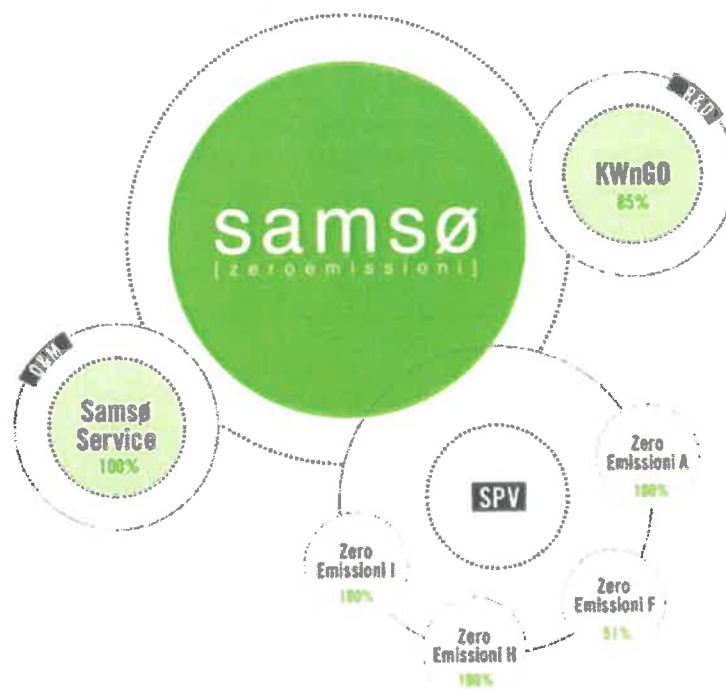 samsø
[zeroemissioni]
R&D
KWnGO
85%
O&M
Samsø
Service
100%
SPV
Zero
Emissioni A
100%
Zero
Emissioni F
51%
Zero
Emissioni H
100%
Zero
Emissioni I
100%